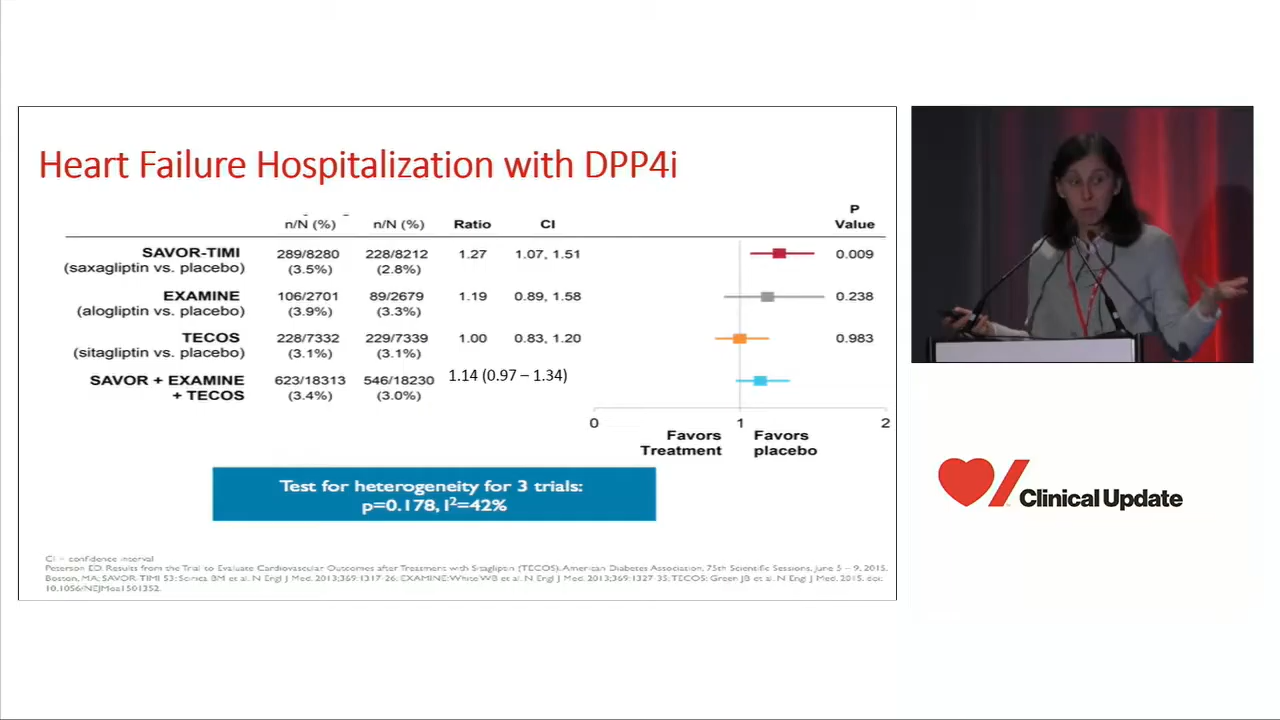 Heart Failure Hospitalization with DPP4i
n/N (%) n/N (%) Ratio CI P Value
SAVOR-TIMI 289/8280 228/8212 1.27 1.07, 1.51 0.009
(saxagliptin vs. placebo) (3.5%) (2.8%)
EXAMINE 106/2701 89/2679 1.19 0.89, 1.58 0.238
(alogliptin vs. placebo) (3.9%) (3.3%)
TECOS 228/7332 229/7339 1.00 0.83, 1.20 0.983
(sitagliptin vs. placebo) (3.1%) (3.1%)
SAVOR + EXAMINE 623/18313 546/18230 1.14 (0.97 – 1.34)
+ TECOS (3.4%) (3.0%)
0 1 2
Favors Favors
Treatment placebo
Test for heterogeneity for 3 trials:
p=0.178, I²=42%
CI = confidence interval
Peterson ED. Results from the Trial to Evaluate Cardiovascular Outcomes after Treatment with Sitagliptin (TECOS). American Diabetes Association, 75th Scientific Sessions, June 5 – 9, 2015.
Boston, MA; SAVOR-TIMI 53: Scirica BM et al. N Engl J Med. 2013;369:1317-26. EXAMINE: White WB et al. N Engl J Med. 2013;369:1327-35; TECOS: Green JB et al. N Engl J Med. 2015. doi:
10.1056/NEJMoa1501352.
Clinical Update